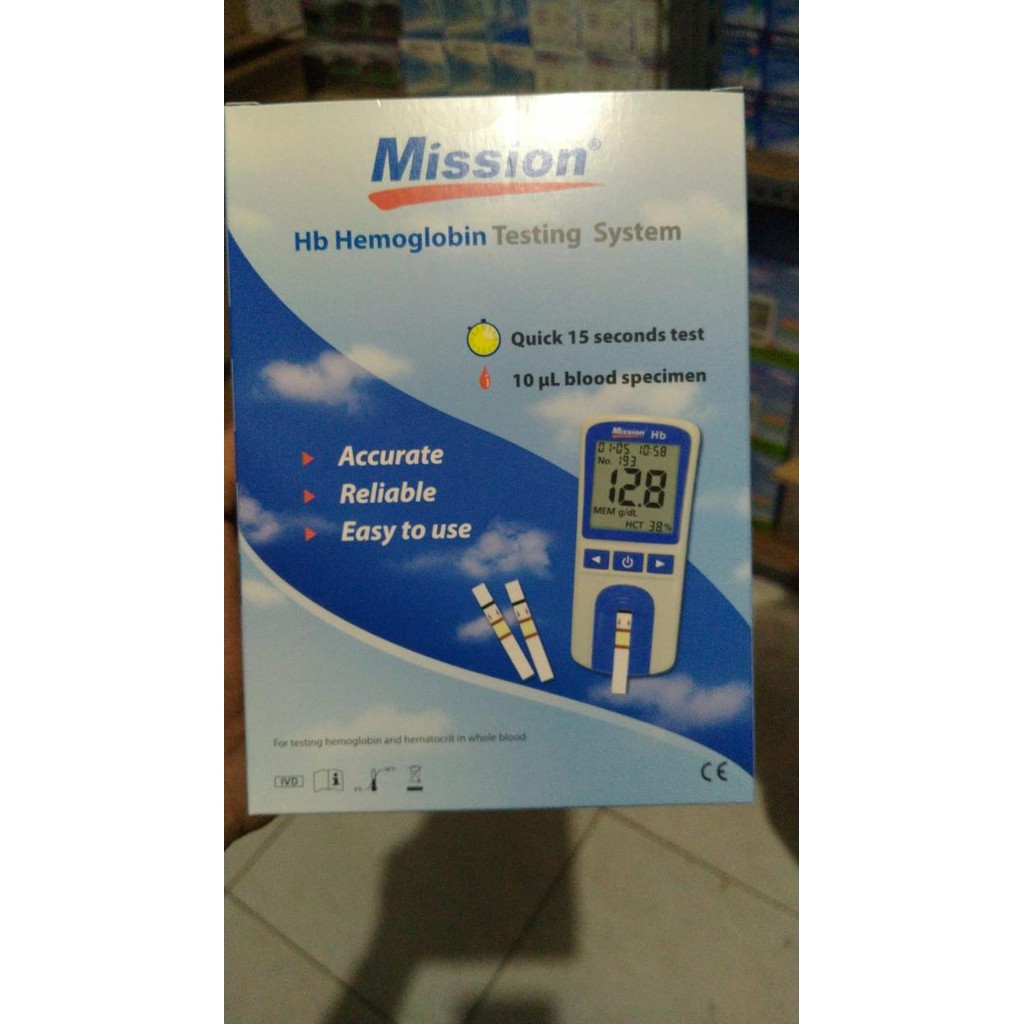 Mission®
Hb Hemoglobin Testing System
Quick 15 seconds test
10 µL blood specimen
Accurate
Reliable
Easy to use
Mission Hb
01-05 10:58
No. 193
12.8
MEM g/dL
HCT 38%
For testing hemoglobin and hematocrit in whole blood
IVD
i
CE